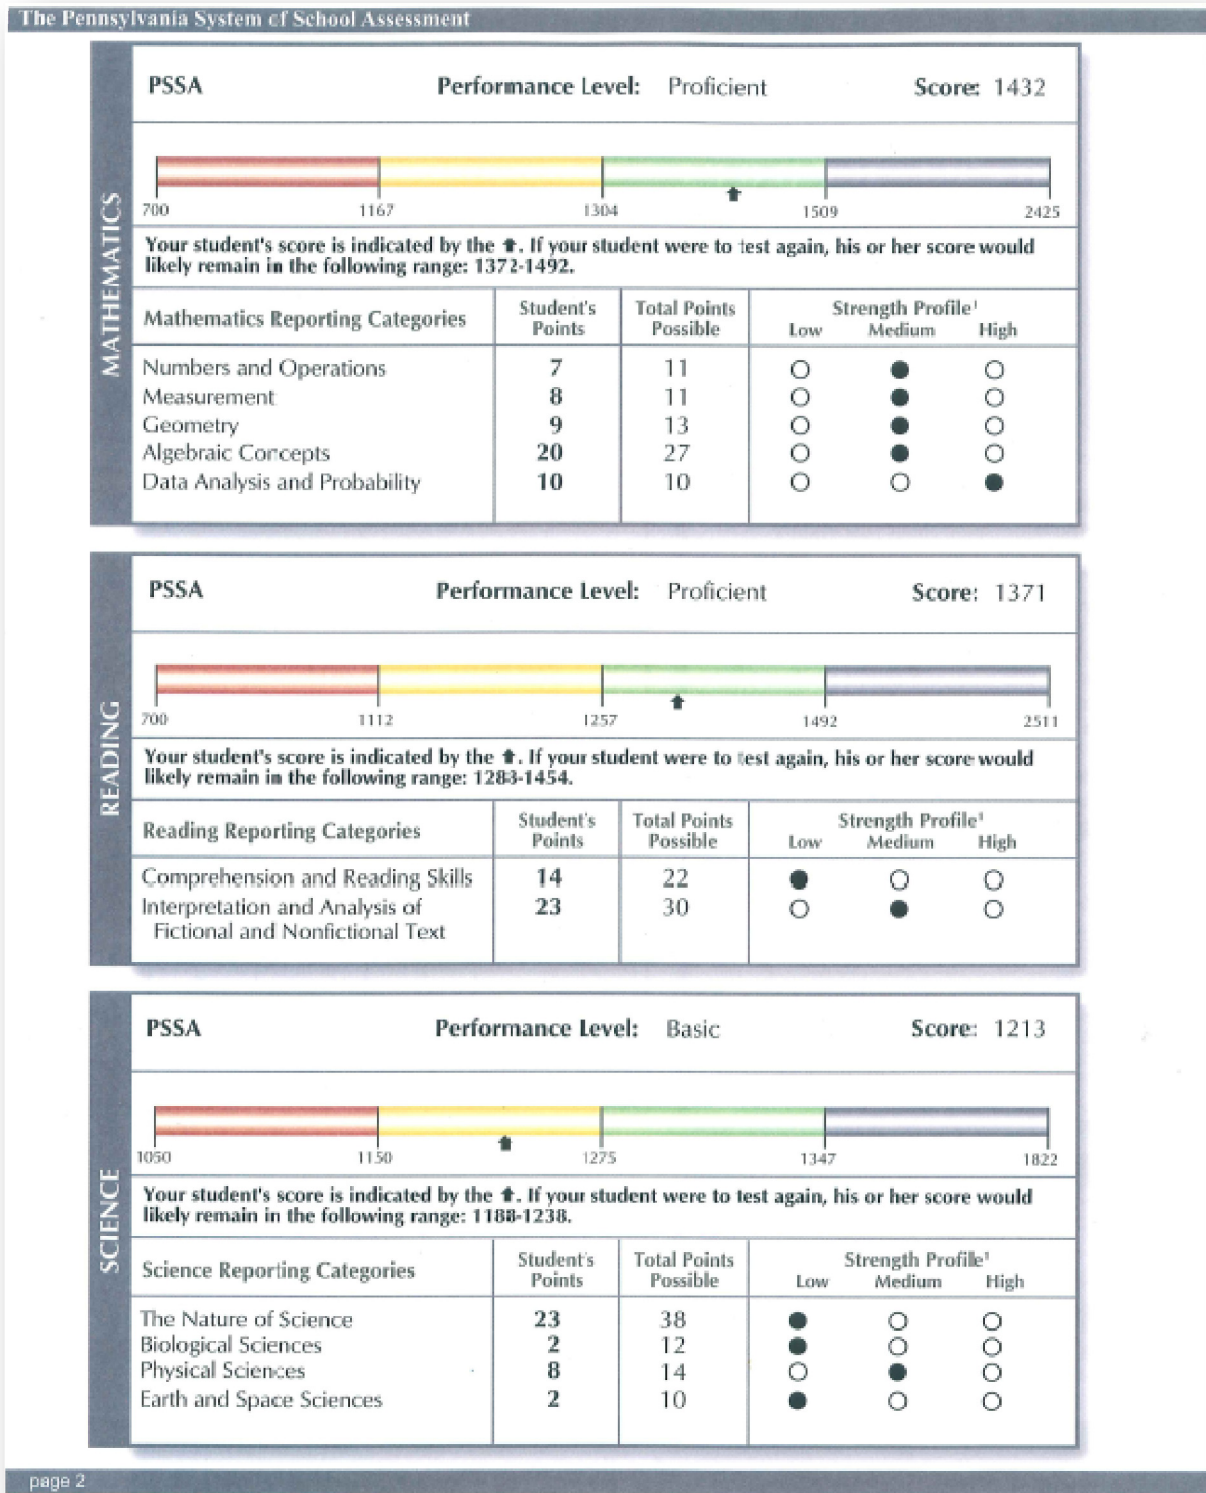 The Pennsylvania System of School Assessment
MATHEMATICS
PSSA Performance Level: Proficient Score: 1432
700 1167 1304 1509 2425
Your student's score is indicated by the ⬆. If your student were to test again, his or her score would
likely remain in the following range: 1372-1492.
Mathematics Reporting Categories Student's Points Total Points Possible Strength Profile¹ Low Medium High
Numbers and Operations 7 11
Measurement 8 11
Geometry 9 13
Algebraic Concepts 20 27
Data Analysis and Probability 10 10
READING
PSSA Performance Level: Proficient Score: 1371
700 1112 1257 1492 2511
Your student's score is indicated by the ⬆. If your student were to test again, his or her score would
likely remain in the following range: 1283-1454.
Reading Reporting Categories Student's Points Total Points Possible Strength Profile¹ Low Medium High
Comprehension and Reading Skills 14 22
Interpretation and Analysis of 23 30
Fictional and Nonfictional Text
SCIENCE
PSSA Performance Level: Basic Score: 1213
1050 1150 1275 1347 1822
Your student's score is indicated by the ⬆. If your student were to test again, his or her score would
likely remain in the following range: 1188-1238.
Science Reporting Categories Student's Points Total Points Possible Strength Profile¹ Low Medium High
The Nature of Science 23 38
Biological Sciences 2 12
Physical Sciences 8 14
Earth and Space Sciences 2 10
page 2